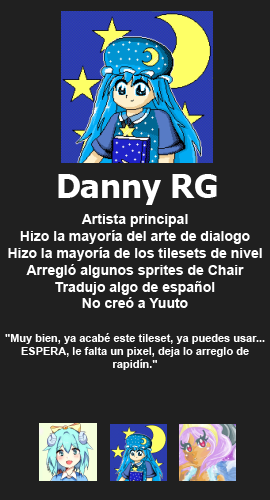 Danny RG
Artista principal
Hizo la mayoría del arte de dialogo
Hizo la mayoría de los tilesets de nivel
Arregló algunos sprites de Chair
Tradujo algo de español
No creó a Yuuto
"Muy bien, ya acabé este tileset, ya puedes usar...
ESPERA, le falta un pixel, deja lo arreglo de
rapidín."